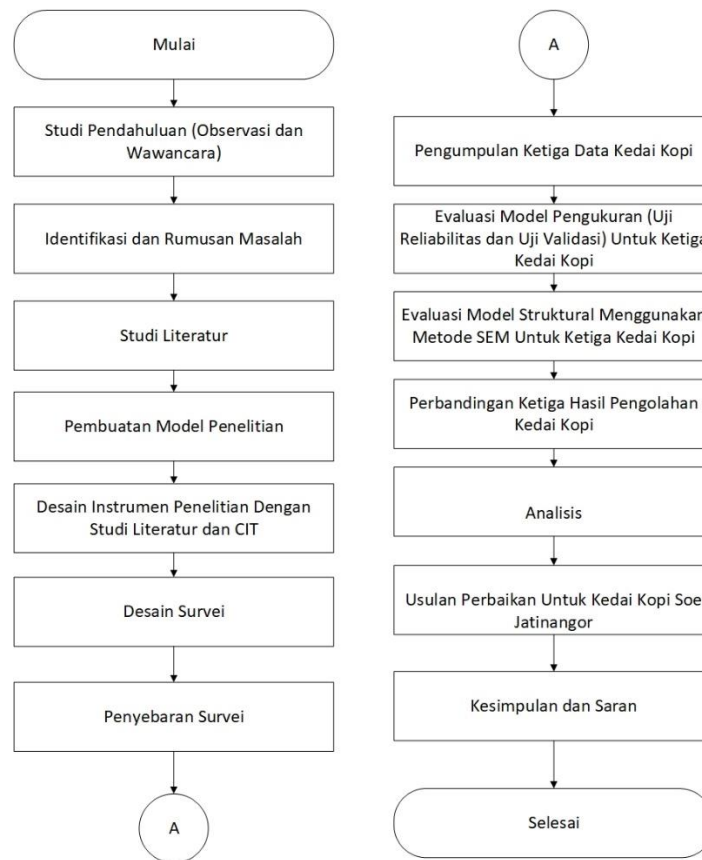 Mulai
Studi Pendahuluan (Observasi dan
Wawancara)
Identifikasi dan Rumusan Masalah
Studi Literatur
Pembuatan Model Penelitian
Desain Instrumen Penelitian Dengan
Studi Literatur dan CIT
Desain Survei
Penyebaran Survei
A
A
Pengumpulan Ketiga Data Kedai Kopi
Evaluasi Model Pengukuran (Uji
Reliabilitas dan Uji Validasi) Untuk Ketiga
Kedai Kopi
Evaluasi Model Struktural Menggunakan
Metode SEM Untuk Ketiga Kedai Kopi
Perbandingan Ketiga Hasil Pengolahan
Kedai Kopi
Analisis
Usulan Perbaikan Untuk Kedai Kopi Soe
Jatinangor
Kesimpulan dan Saran
Selesai